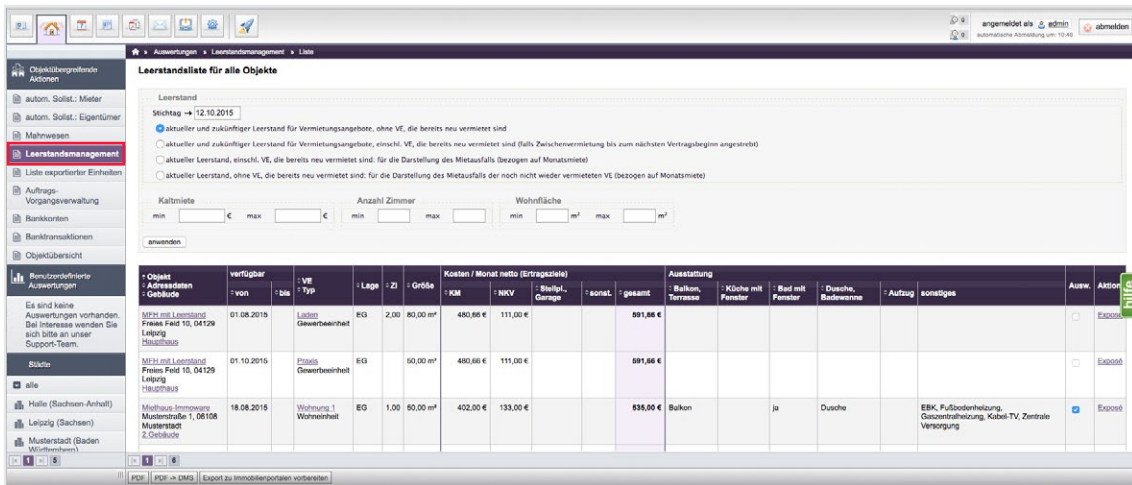 0
0
angemeldet als admin
automatische Abmeldung um: 10:46
abmelden
Auswertungen » Leerstandsmanagement » Liste
Objektübergreifende
Aktionen
autom. Sollst.: Mieter
autom. Sollst.: Eigentümer
Mahnwesen
Leerstandsmanagement
Liste exportierter Einheiten
Auftrags-
Vorgangsverwaltung
Bankkonten
Banktransaktionen
Objektübersicht
Benutzerdefinierte
Auswertungen
Es sind keine
Auswertungen vorhanden.
Bei Interesse wenden Sie
sich bitte an unser
Support-Team.
Städte
alle
Halle (Sachsen-Anhalt)
Leipzig (Sachsen)
Musterstadt (Baden
Württemberg)
1 5
Leerstandsliste für alle Objekte
Leerstand
Stichtag → 12.10.2015
aktueller und zukünftiger Leerstand für Vermietungsangebote, ohne VE, die bereits neu vermietet sind
aktueller und zukünftiger Leerstand für Vermietungsangebote, einschl. VE, die bereits neu vermietet sind (falls Zwischenvermietung bis zum nächsten Vertragsbeginn angestrebt)
aktueller Leerstand, einschl. VE, die bereits neu vermietet sind: für die Darstellung des Mietausfalls (bezogen auf Monatsmiete)
aktueller Leerstand, ohne VE, die bereits neu vermietet sind: für die Darstellung des Mietausfalls der noch nicht wieder vermieteten VE (bezogen auf Monatsmiete)
Kaltmiete Anzahl Zimmer Wohnfläche
min € max € min max min m² max m²
anwenden
Objekt verfügbar VE Lage Zi Größe Kosten / Monat netto (Ertragsziele) Ausstattung Ausw. Aktion
Adressdaten von bis Typ KM NKV Stellpl., sonst. gesamt Balkon, Küche mit Bad mit Dusche, Aufzug sonstiges
Gebäude Garage Terrasse Fenster Fenster Badewanne
MFH mit Leerstand 01.08.2015 Laden EG 2,00 80,00 m² 480,66 € 111,00 € 591,66 € Exposé
Freies Feld 10, 04129 Gewerbeeinheit
Leipzig
Haupthaus
MFH mit Leerstand 01.10.2015 Praxis EG 50,00 m² 480,66 € 111,00 € 591,66 € Exposé
Freies Feld 10, 04129 Gewerbeeinheit
Leipzig
Haupthaus
Miethaus-Immoware 18.08.2015 Wohnung 1 EG 1,00 50,00 m² 402,00 € 133,00 € 535,00 € Balkon ja Dusche EBK, Fußbodenheizung, Exposé
Musterstraße 1, 06108 Wohneinheit Gaszentralheizung, Kabel-TV, Zentrale
Musterstadt Versorgung
2.Gebäude
1 6
PDF PDF -> DMS Export zu Immobilienportalen vorbereiten
hilfe